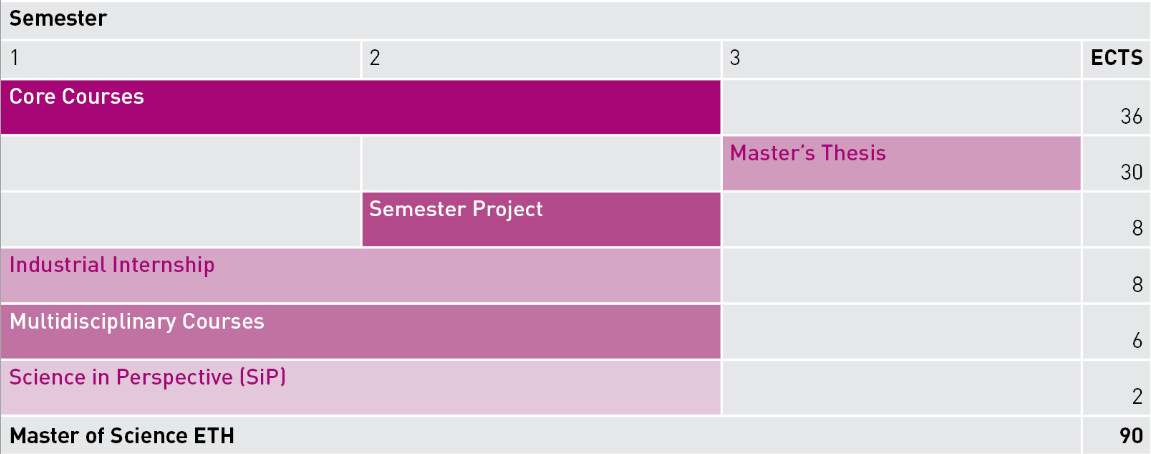 Semester
1 2 3 ECTS
Core Courses 36
Master’s Thesis 30
Semester Project 8
Industrial Internship 8
Multidisciplinary Courses 6
Science in Perspective (SiP) 2
Master of Science ETH 90